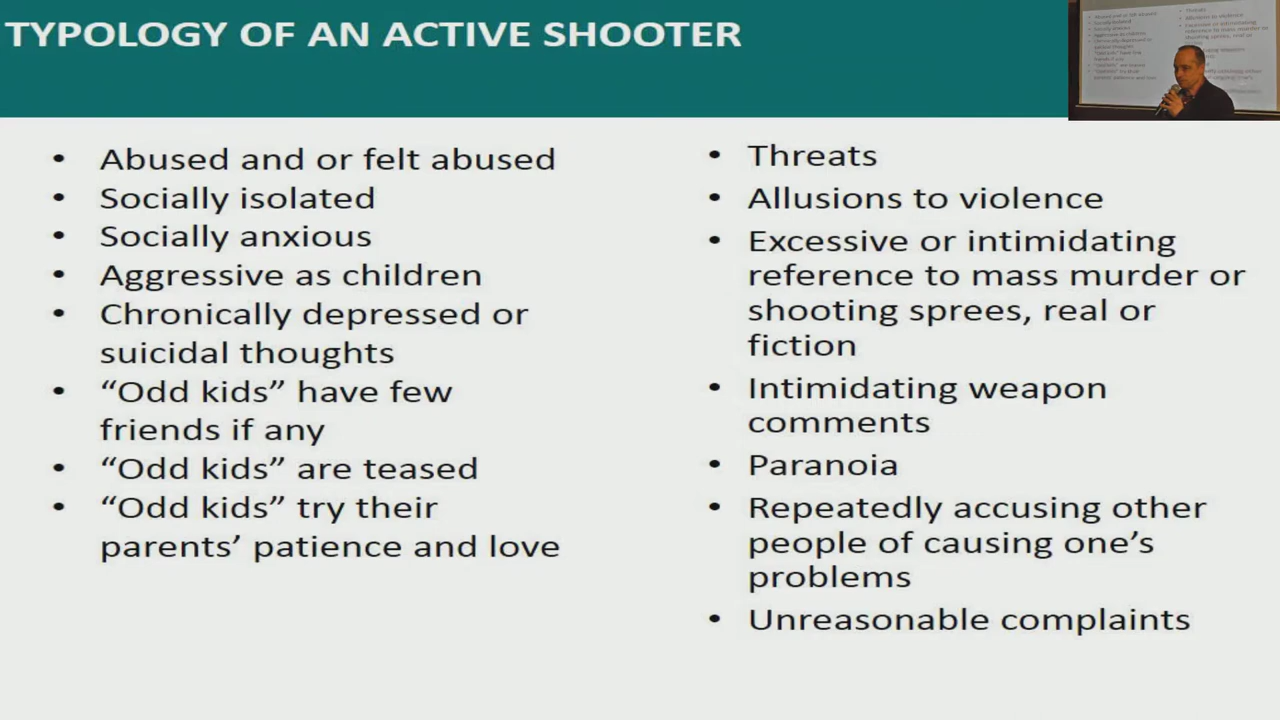 TYPOLOGY OF AN ACTIVE SHOOTER
• Abused and or felt abused
• Socially isolated
• Socially anxious
• Aggressive as children
• Chronically depressed or
suicidal thoughts
• “Odd kids” have few
friends if any
• “Odd kids” are teased
• “Odd kids” try their
parents’ patience and love
• Threats
• Allusions to violence
• Excessive or intimidating
reference to mass murder or
shooting sprees, real or
fiction
• Intimidating weapon
comments
• Paranoia
• Repeatedly accusing other
people of causing one’s
problems
• Unreasonable complaints